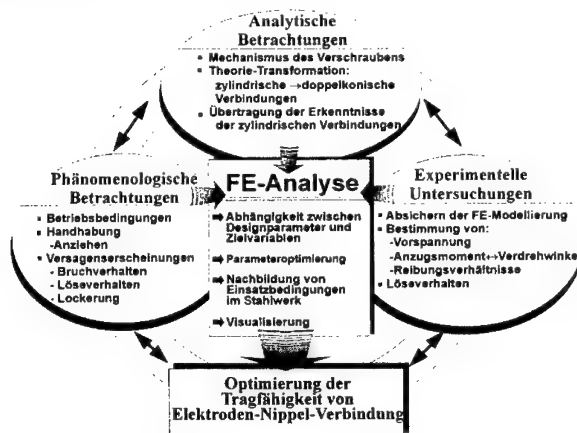 Analytische
Betrachtungen
▪ Mechanismus des Verschraubens
▪ Theorie-Transformation:
zylindrische → doppelkonische
Verbindungen
▪ Übertragung der Erkenntnisse
der zylindrischen Verbindungen
Phänomenologische
Betrachtungen
▪ Betriebsbedingungen
▪ Handhabung
-Anziehen
▪ Versagenserscheinungen
- Bruchverhalten
- Löseverhalten
- Lockerung
FE-Analyse
➡ Abhängigkeit zwischen
Designparameter und
Zielvariablen
➡ Parameteroptimierung
➡ Nachbildung von
Einsatzbedingungen
im Stahlwerk
➡ Visualisierung
Experimentelle
Untersuchungen
▪ Absichern der FE-Modellierung
▪ Bestimmung von:
-Vorspannung
-Anzugsmoment↔Verdrehwinke
-Reibungsverhältnisse
▪ Löseverhalten
Optimierung der
Tragfähigkeit von
Elektroden-Nippel-Verbindung